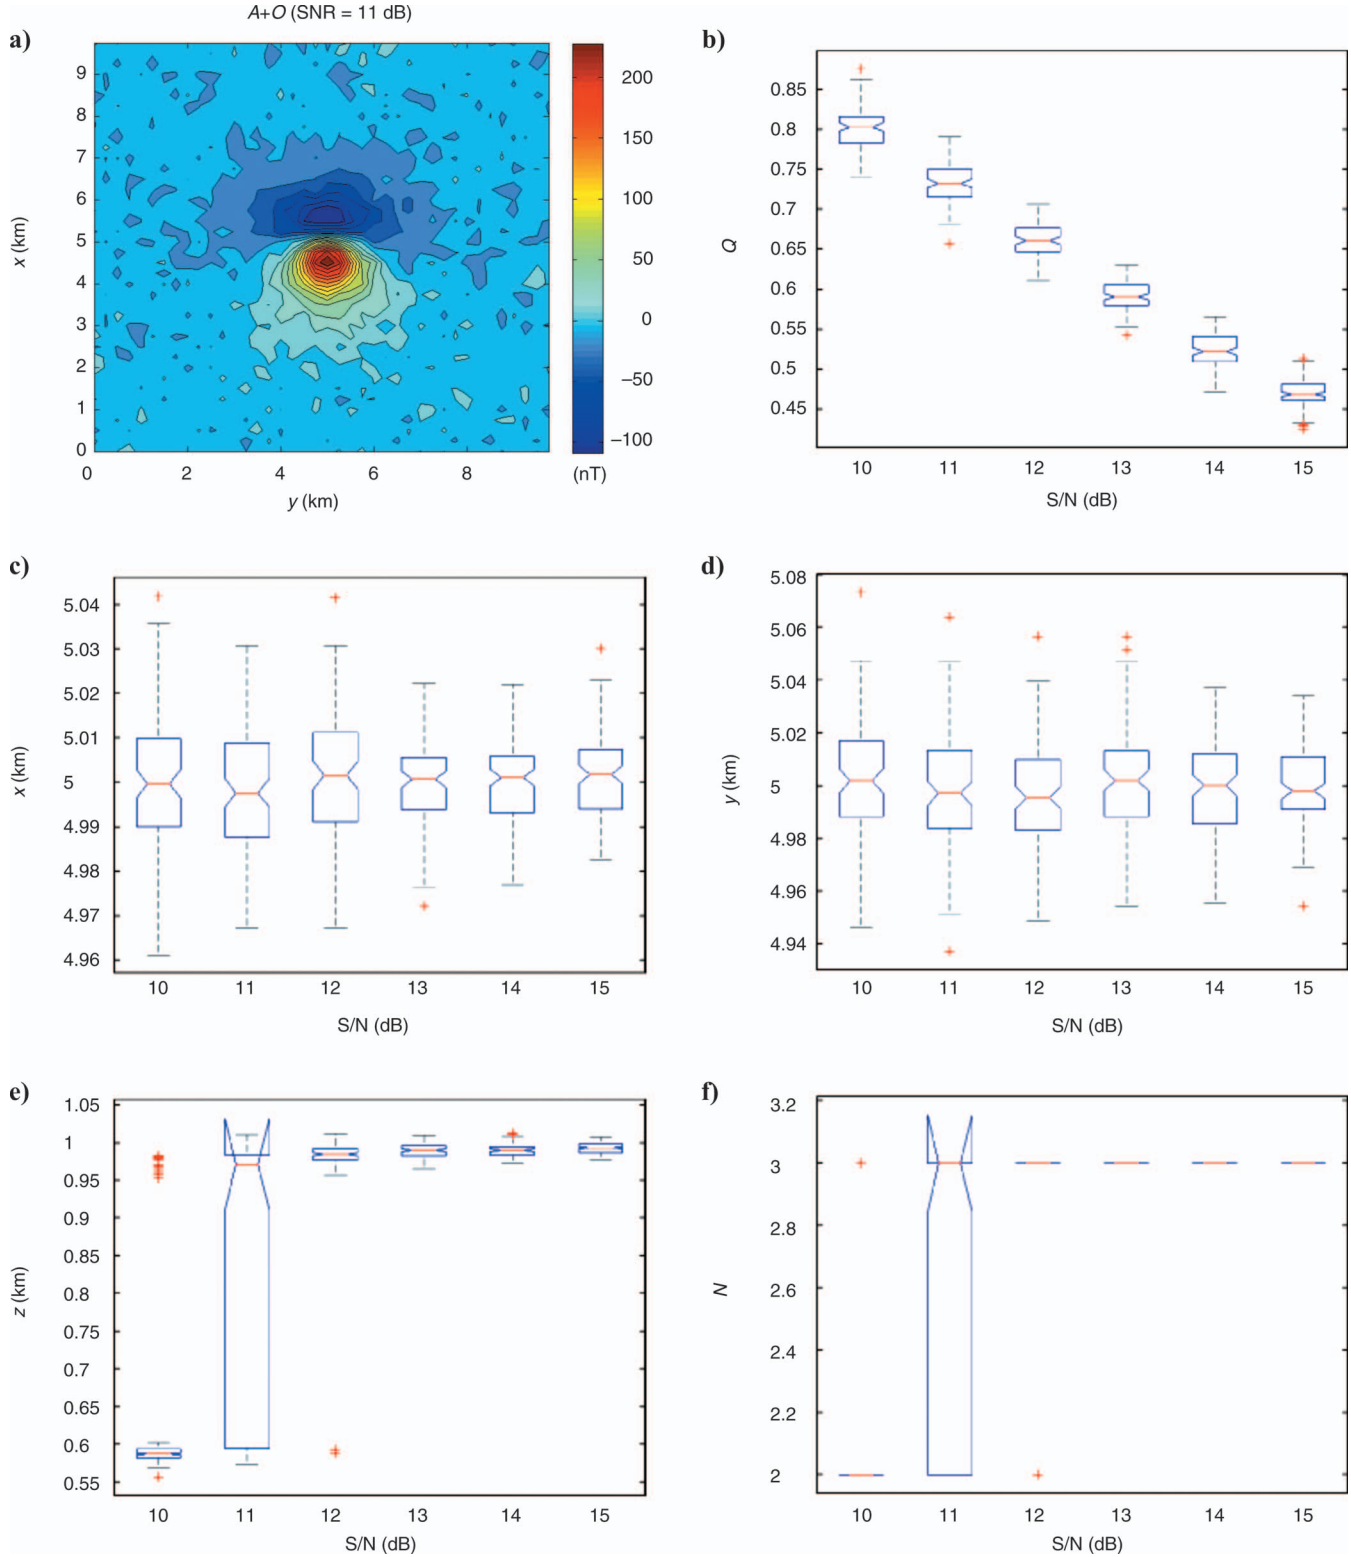 A+O (SNR = 11 dB)
a)
9
8
7
6
5
4
3
2
1
0
x (km)
0 2 4 6 8
y (km)
200
150
100
50
0
−50
−100
(nT)
b)
0.85
0.8
0.75
0.7
0.65
0.6
0.55
0.5
0.45
Q
10 11 12 13 14 15
S/N (dB)
c)
5.04
5.03
5.02
5.01
5
4.99
4.98
4.97
4.96
x (km)
10 11 12 13 14 15
S/N (dB)
d)
5.08
5.06
5.04
5.02
5
4.98
4.96
4.94
y (km)
10 11 12 13 14 15
S/N (dB)
e)
1.05
1
0.95
0.9
0.85
0.8
0.75
0.7
0.65
0.6
0.55
z (km)
10 11 12 13 14 15
S/N (dB)
f)
3.2
3
2.8
2.6
2.4
2.2
2
N
10 11 12 13 14 15
S/N (dB)